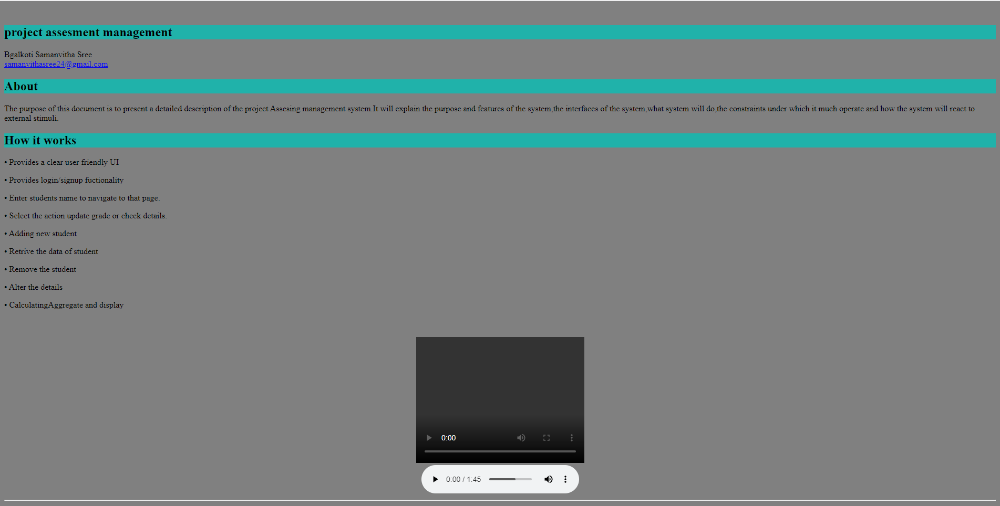 project assesment management
Bgalkoti Samanvitha Sree
samanvithasree24@gmail.com
About
The purpose of this document is to present a detailed description of the project Assesing management system.It will explain the purpose and features of the system,the interfaces of the system,what system will do,the constraints under which it much operate and how the system will react to
external stimuli.
How it works
• Provides a clear user friendly UI
• Provides login/signup fuctionality
• Enter students name to navigate to that page.
• Select the action update grade or check details.
• Adding new student
• Retrive the data of student
• Remove the student
• Alter the details
• CalculatingAggregate and display
0:00
0:00 / 1:45